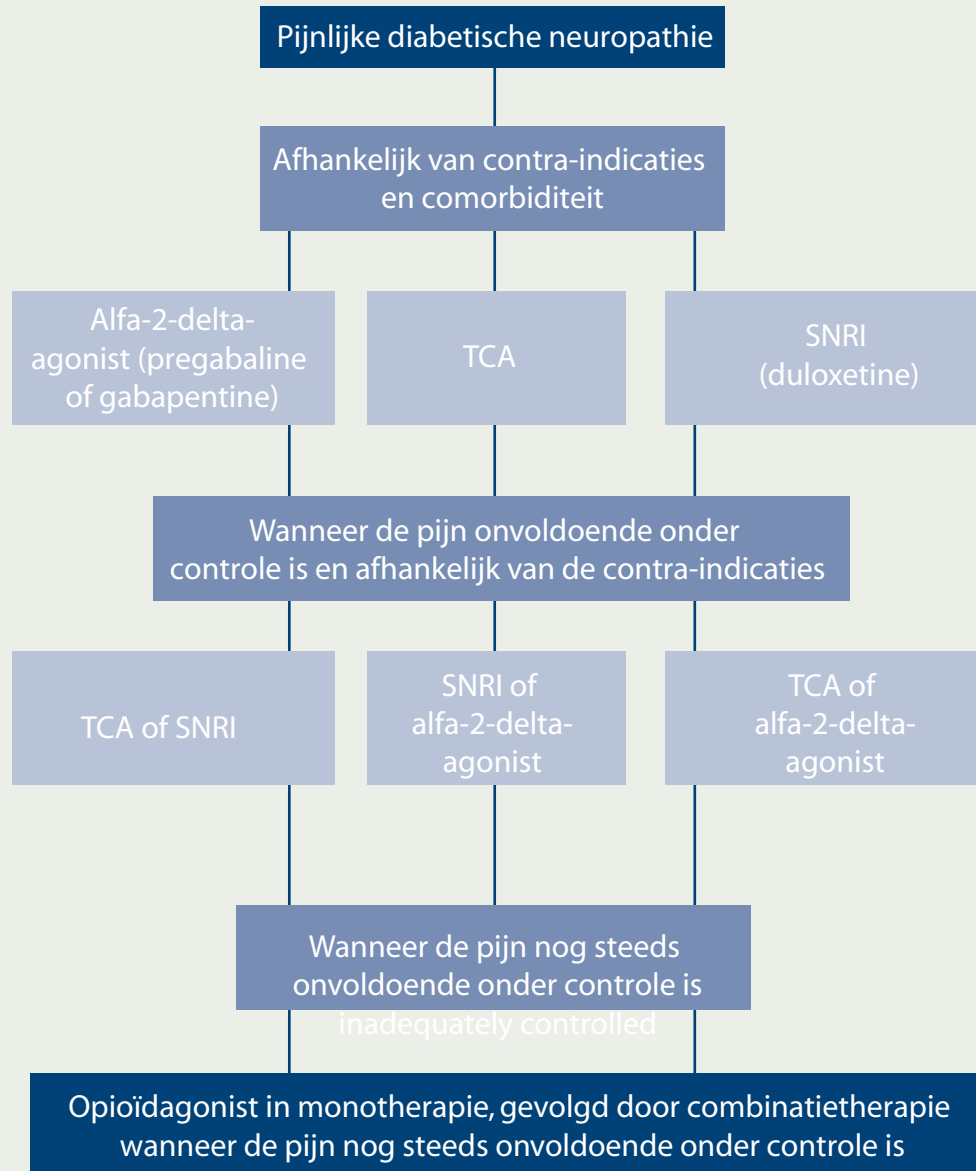 Pijnlijke diabetische neuropathie
Afhankelijk van contra-indicaties
en comorbiditeit
Alfa-2-delta-
agonist (pregabaline
of gabapentine)
TCA
SNRI
(duloxetine)
Wanneer de pijn onvoldoende onder
controle is en afhankelijk van de contra-indicaties
TCA of SNRI
SNRI of
alfa-2-delta-
agonist
TCA of
alfa-2-delta-
agonist
Wanneer de pijn nog steeds
onvoldoende onder controle is
inadequately controlled
Opioïdagonist in monotherapie, gevolgd door combinatietherapie
wanneer de pijn nog steeds onvoldoende onder controle is